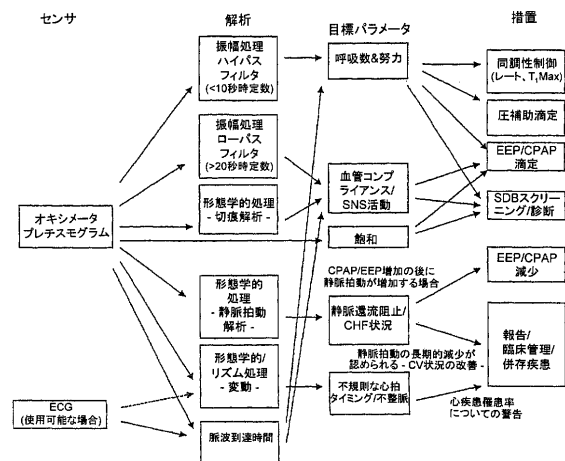 センサ
解析
目標パラメータ
措置
振幅処理
ハイパス
フィルタ
(<10秒時定数)
振幅処理
ローパス
フィルタ
(>20秒時定数)
形態学的処理
- 切痕解析 -
オキシメータ
プレチスモグラム
形態学的
処理
- 静脈拍動
解析 -
形態学的/
リズム処理
- 変動 -
ECG
(使用可能な場合)
脈波到達時間
呼吸数&努力
血管コンプ
ライアンス/
SNS活動
飽和
CPAP/EEP増加の後に
静脈拍動が増加する場合
静脈還流阻止/
CHF状況
静脈拍動の長期的減少が
認められる - CV状況の改善 -
不規則な心拍
タイミング/不整脈
心疾患罹患率
についての警告
同調性制御
(レート、T₁Max)
圧補助滴定
EEP/CPAP
滴定
SDBスクリー
ニング/診断
EEP/CPAP
減少
報告/
臨床管理/
併存疾患